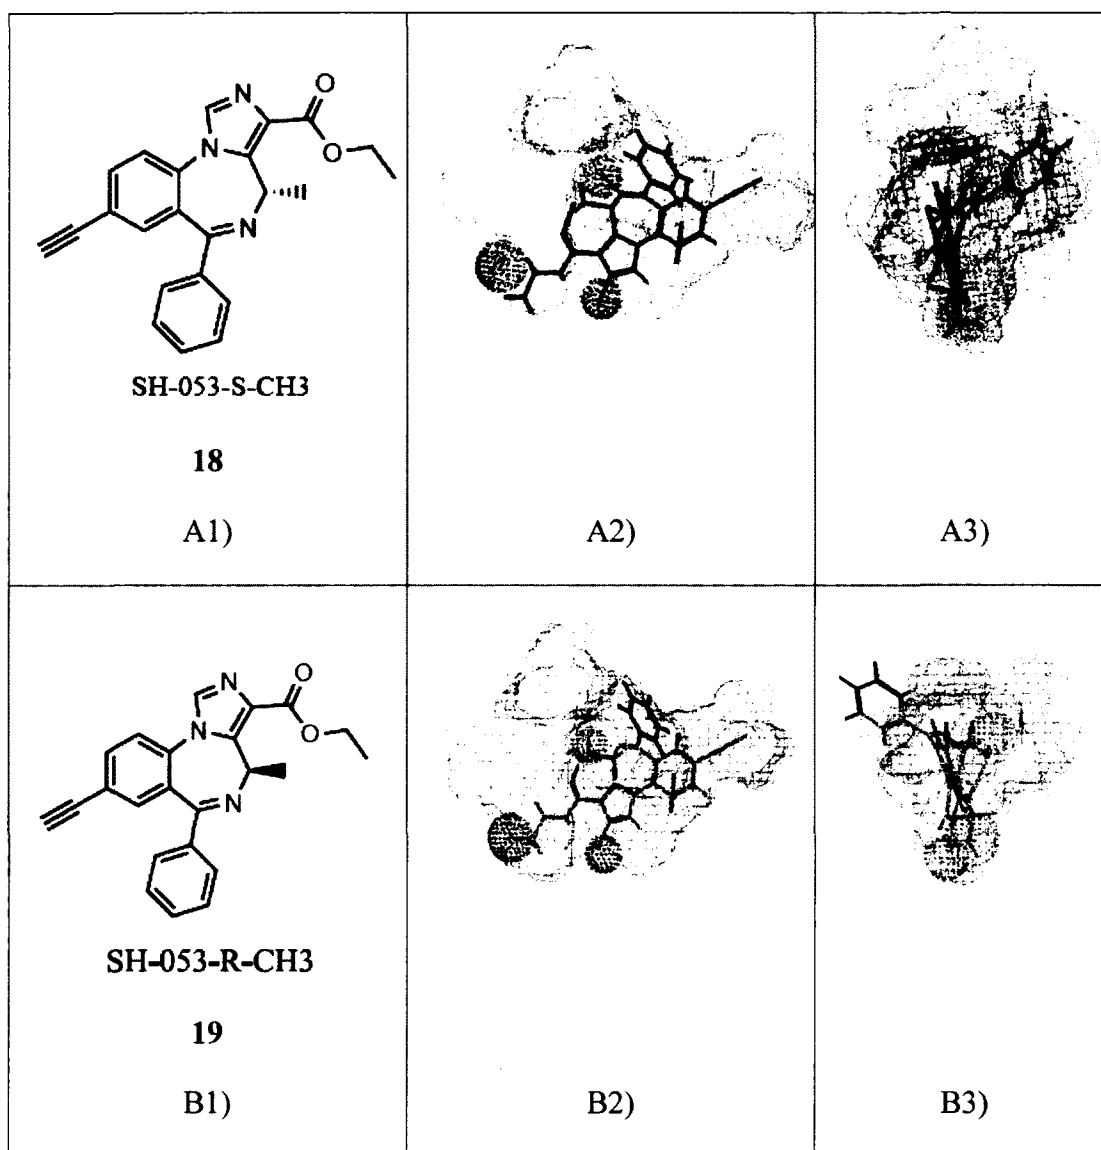 N
N
O
O
N
SH-053-S-CH3
18
A1)
A2)
A3)
N
N
O
O
N
SH-053-R-CH3
19
B1)
B2)
B3)